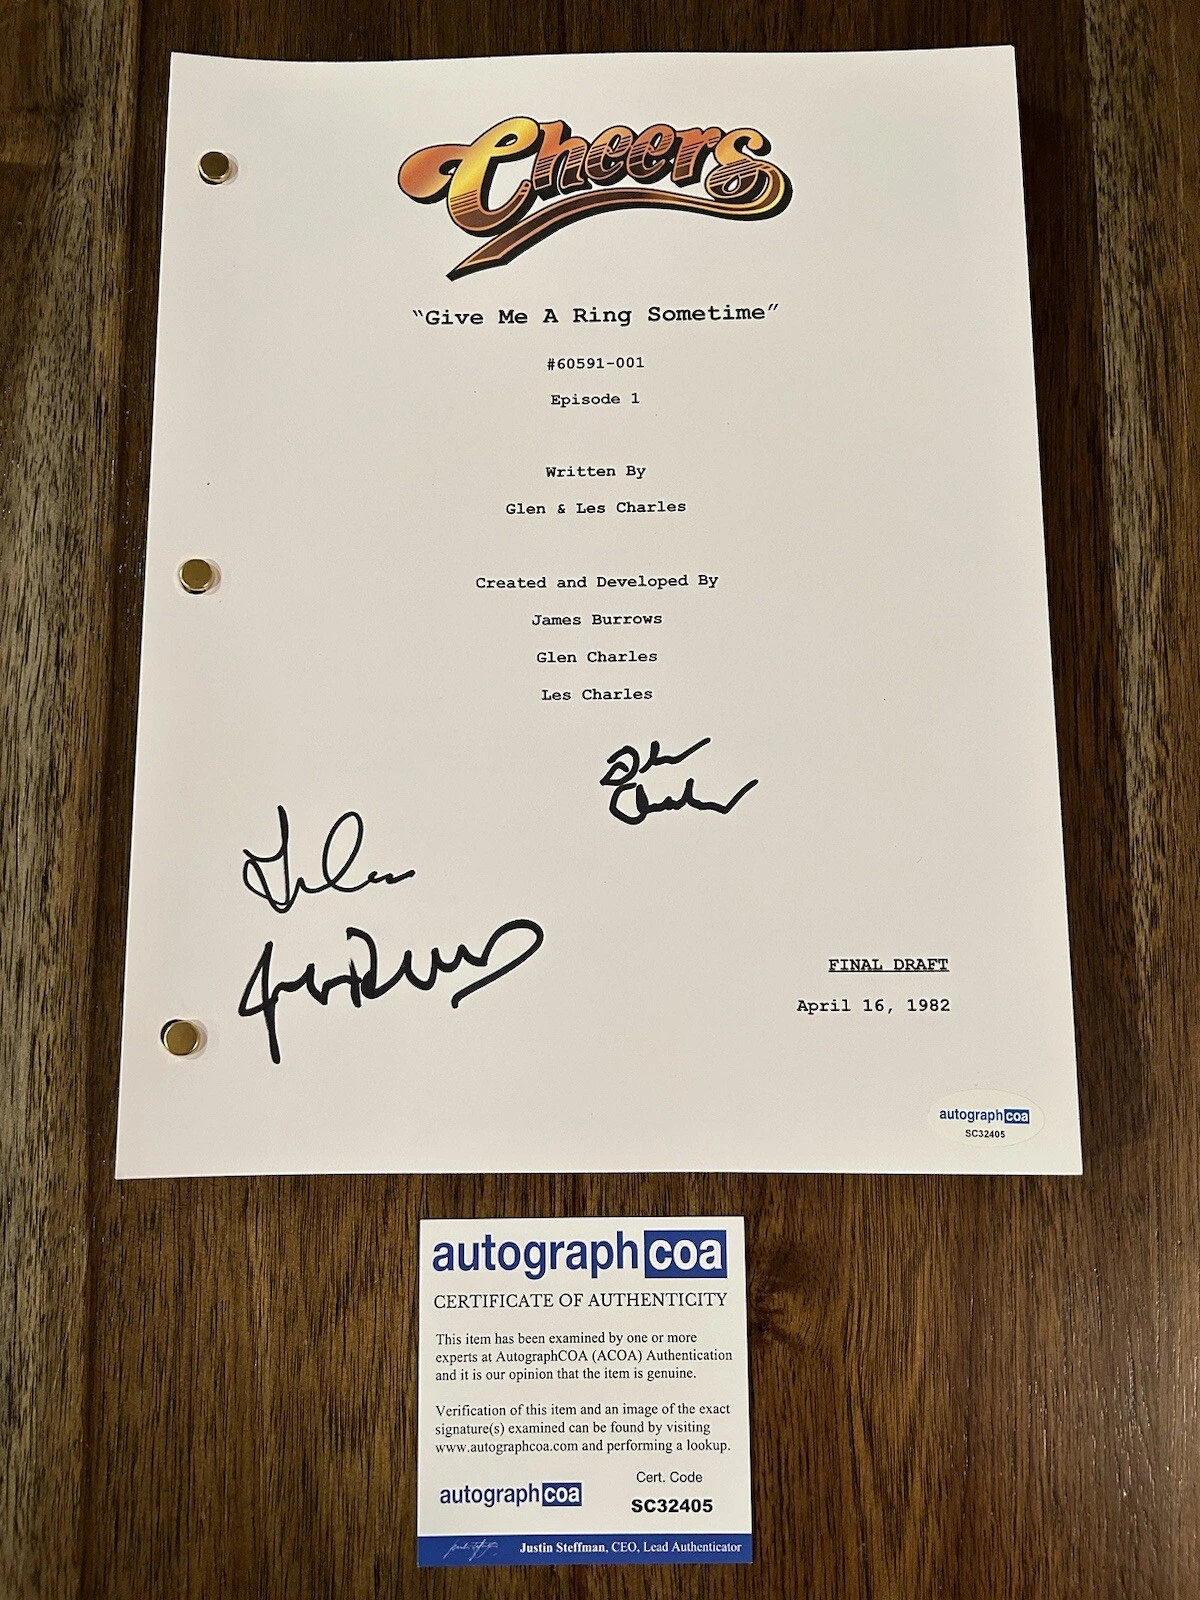 Cheers
“Give Me A Ring Sometime”
#60591-001
Episode 1
Written By
Glen & Les Charles
Created and Developed By
James Burrows
Glen Charles
Les Charles
FINAL DRAFT
April 16, 1982
autographcoa
SC32405
autographcoa
CERTIFICATE OF AUTHENTICITY
This item has been examined by one or more
experts at AutographCOA (ACOA) Authentication
and it is our opinion that the item is genuine.
Verification of this item and an image of the exact
signature(s) examined can be found by visiting
www.autographcoa.com and performing a lookup.
Cert. Code
autographcoa
SC32405
Justin Steffman, CEO, Lead Authenticator